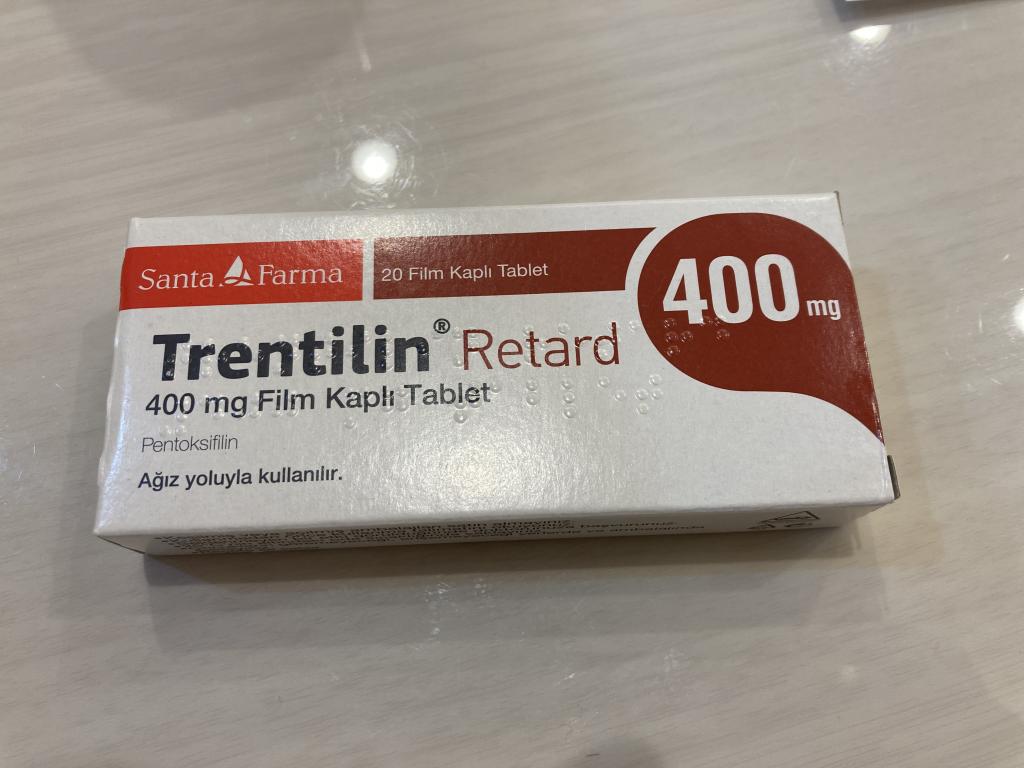 Santa Farma
20 Film Kaplı Tablet
400 mg
Trentilin® Retard
400 mg Film Kaplı Tablet
Pentoksifilin
Ağız yoluyla kullanılır.